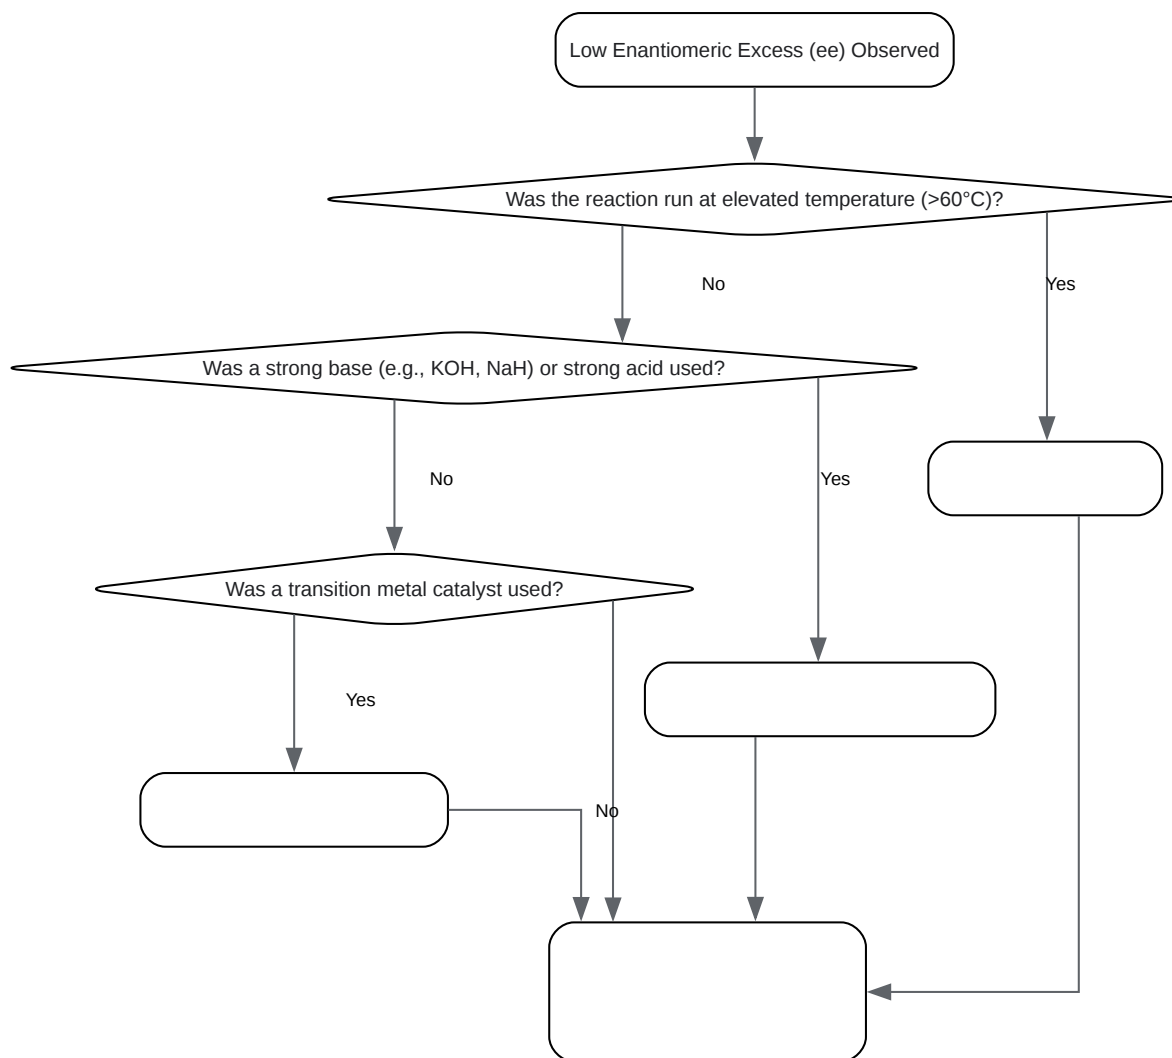 Low Enantiomeric Excess (ee) Observed
Was the reaction run at elevated temperature (>60°C)?
No
Yes
Was a strong base (e.g., KOH, NaH) or strong acid used?
No
Yes
Was a transition metal catalyst used?
Yes
No